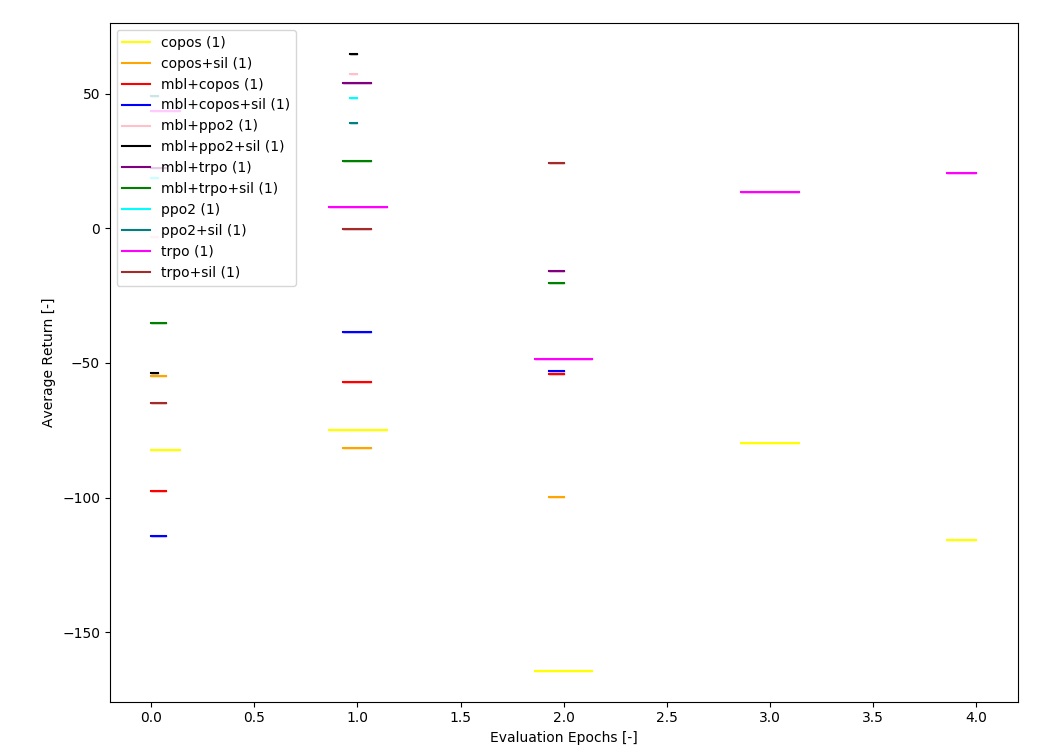 copos (1)
copos+sil (1)
mbl+copos (1)
mbl+copos+sil (1)
mbl+ppo2 (1)
mbl+ppo2+sil (1)
mbl+trpo (1)
mbl+trpo+sil (1)
ppo2 (1)
ppo2+sil (1)
trpo (1)
trpo+sil (1)
Average Return [-]
50
0
−50
−100
−150
0.0 0.5 1.0 1.5 2.0 2.5 3.0 3.5 4.0
Evaluation Epochs [-]